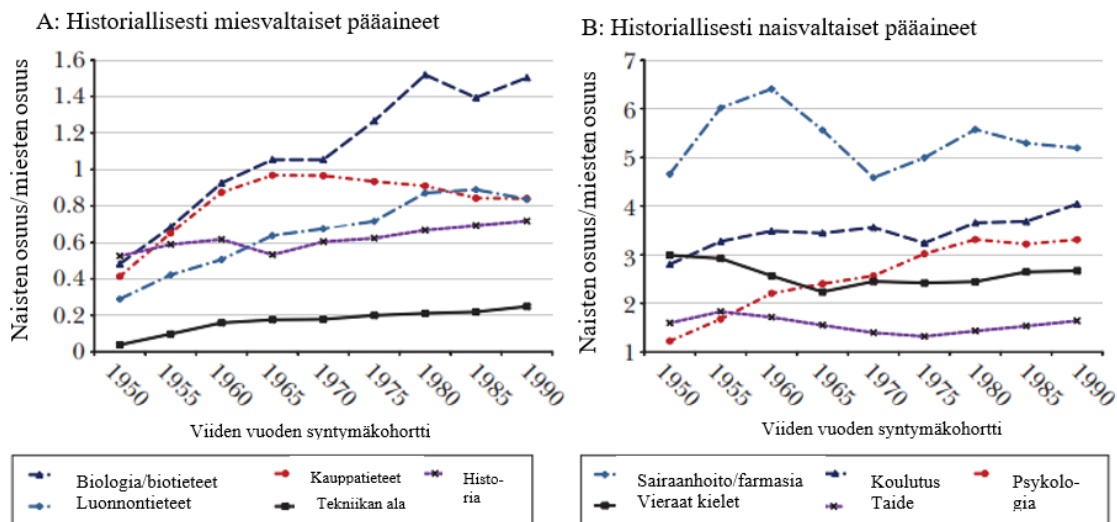 A: Historiallisesti miesvaltaiset pääaineet
Naisten osuus/miesten osuus
1.6
1.4
1.2
1
0.8
0.6
0.4
0.2
0
1950
1955
1960
1965
1970
1975
1980
1985
1990
Viiden vuoden syntymäkohortti
Biologia/biotieteet
Kauppatieteet
Histo-
ria
Luonnontieteet
Tekniikan ala
B: Historiallisesti naisvaltaiset pääaineet
Naisten osuus/miesten osuus
7
6
5
4
3
2
1
1950
1955
1960
1965
1970
1975
1980
1985
1990
Viiden vuoden syntymäkohortti
Sairaanhoito/farmasia
Koulutus
Psykolo-
gia
Vieraat kielet
Taide